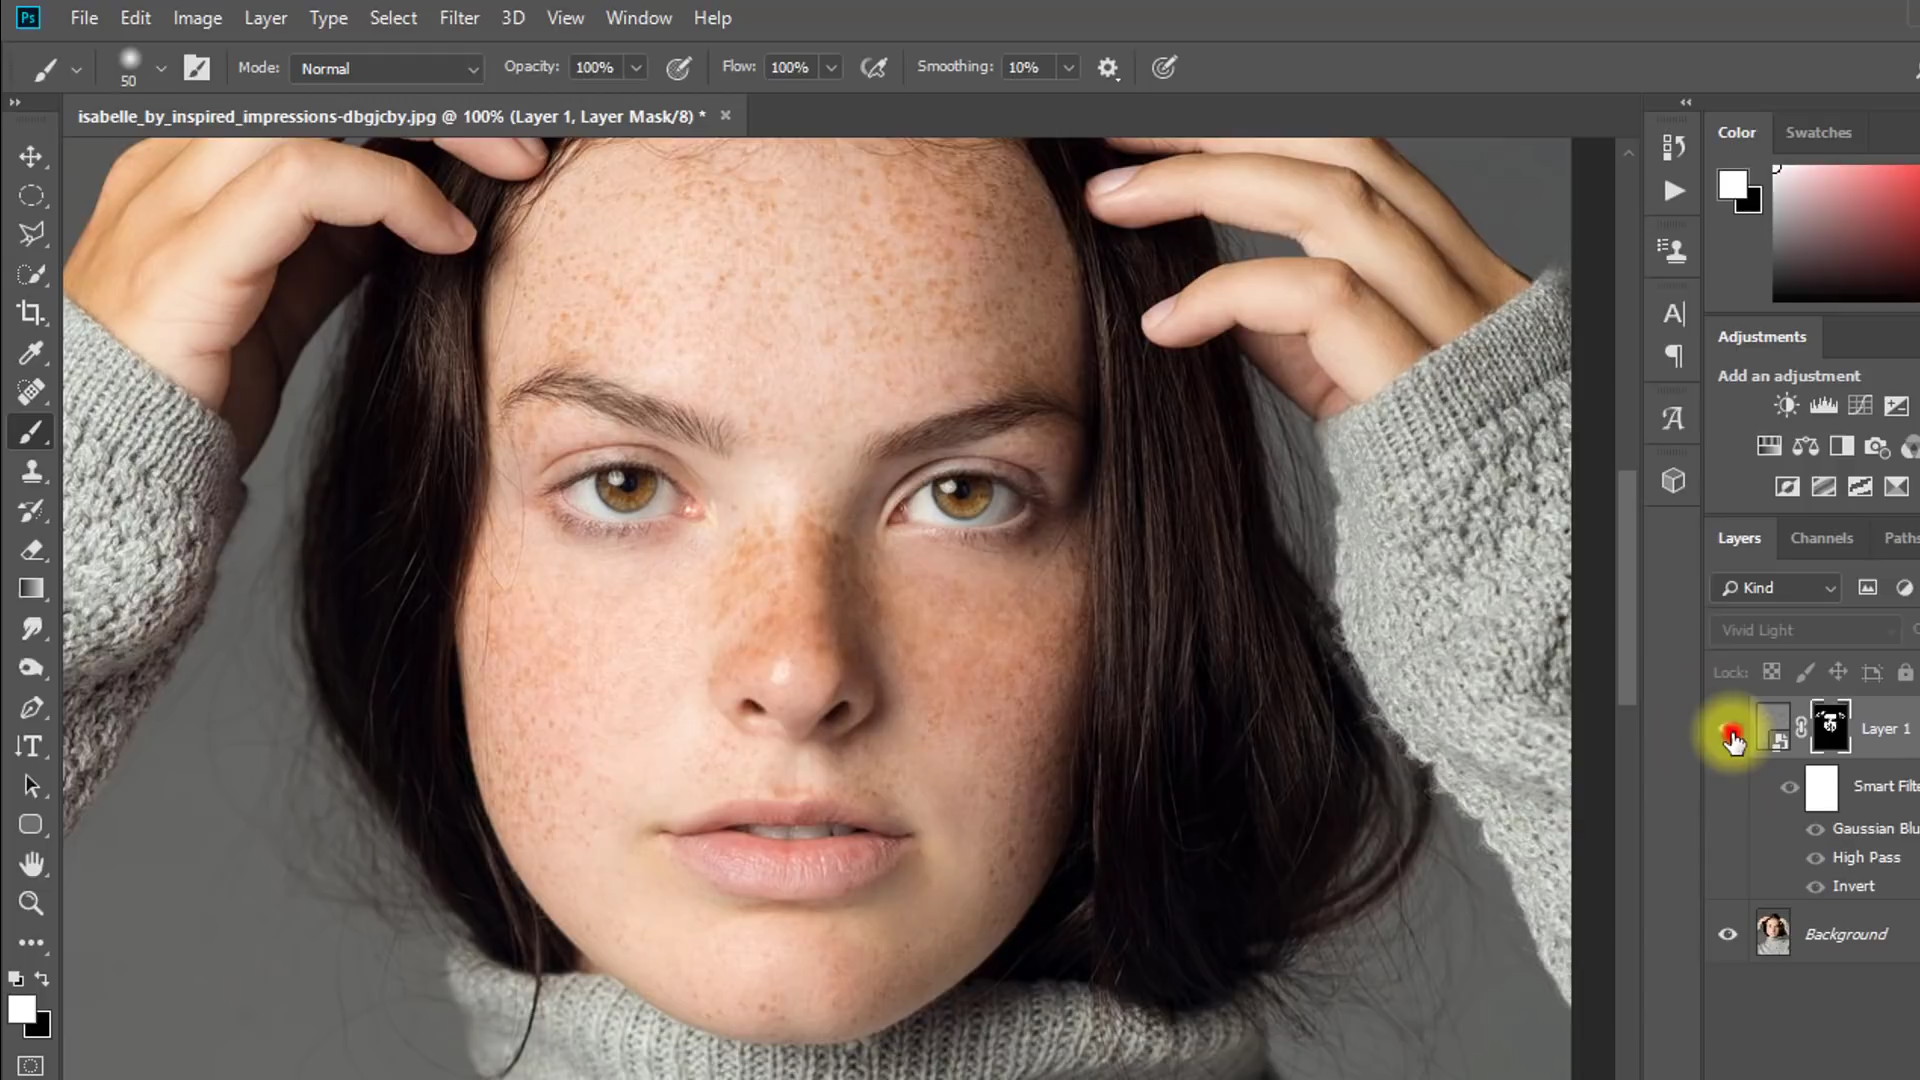 Ps File Edit Image Layer Type Select Filter 3D View Window Help
50 Mode: Normal Opacity: 100% Flow: 100% Smoothing: 10%
isabelle_by_inspired_impressions-dbgjcby.jpg @ 100% (Layer 1, Layer Mask/8) * ×
Color Swatches
Adjustments
Add an adjustment
Layers Channels Paths
Kind
Vivid Light
Lock:
Layer 1
Smart Filte
Gaussian Blu
High Pass
Invert
Background